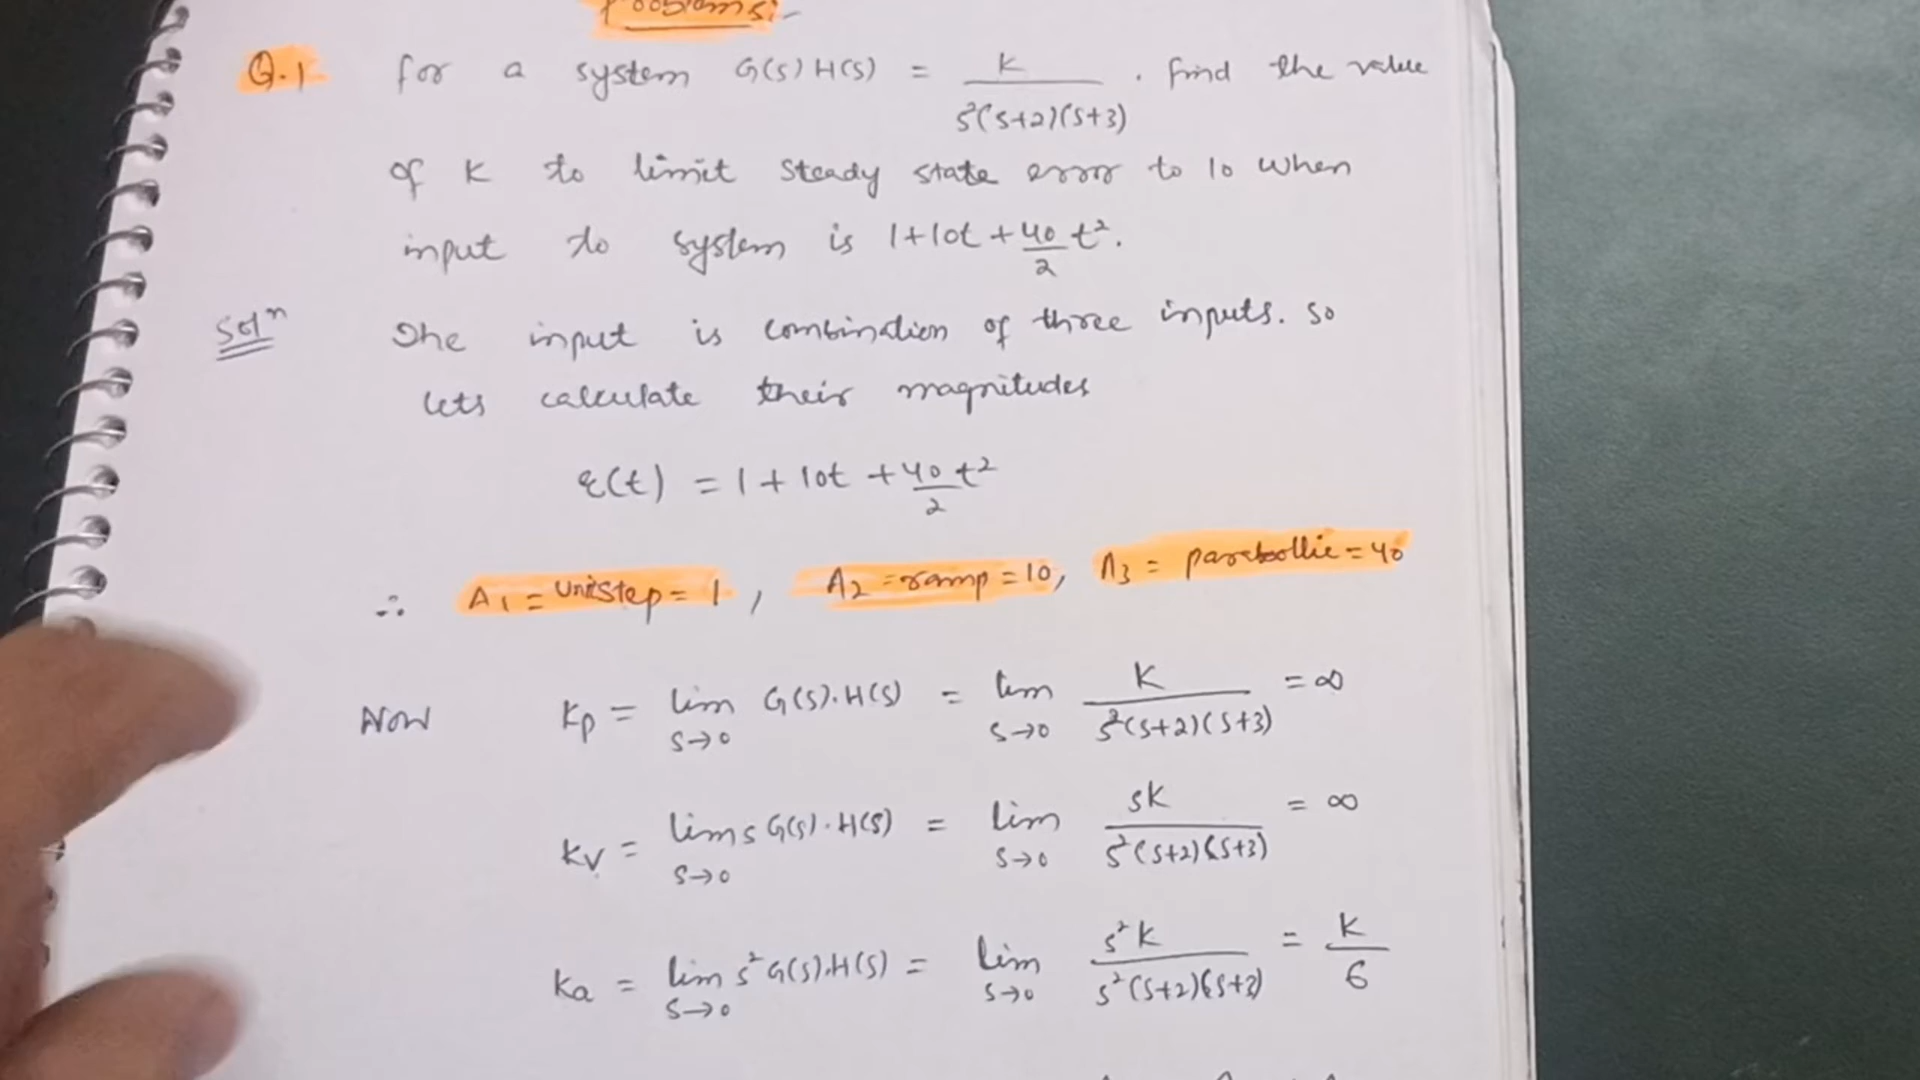 Problems:-
Q.1 for a system G(s)H(s) = K / s²(s+2)(s+3) . find the value
of K to limit steady state error to 10 when
input to system is 1+10t+40/2 t².
Solⁿ The input is combination of three inputs. So
lets calculate their magnitudes
r(t) = 1+10t+40/2 t²
∴ A1 = unistep = 1, A2 = ramp = 10, A3 = parabollic = 40
Now Kp = lim s→0 G(s).H(s) = lim s→0 K / s²(s+2)(s+3) = ∞
Kv = lim s→0 s G(s).H(s) = lim s→0 sK / s²(s+2)(s+3) = ∞
Ka = lim s→0 s² G(s).H(s) = lim s→0 s²K / s²(s+2)(s+3) = K / 6